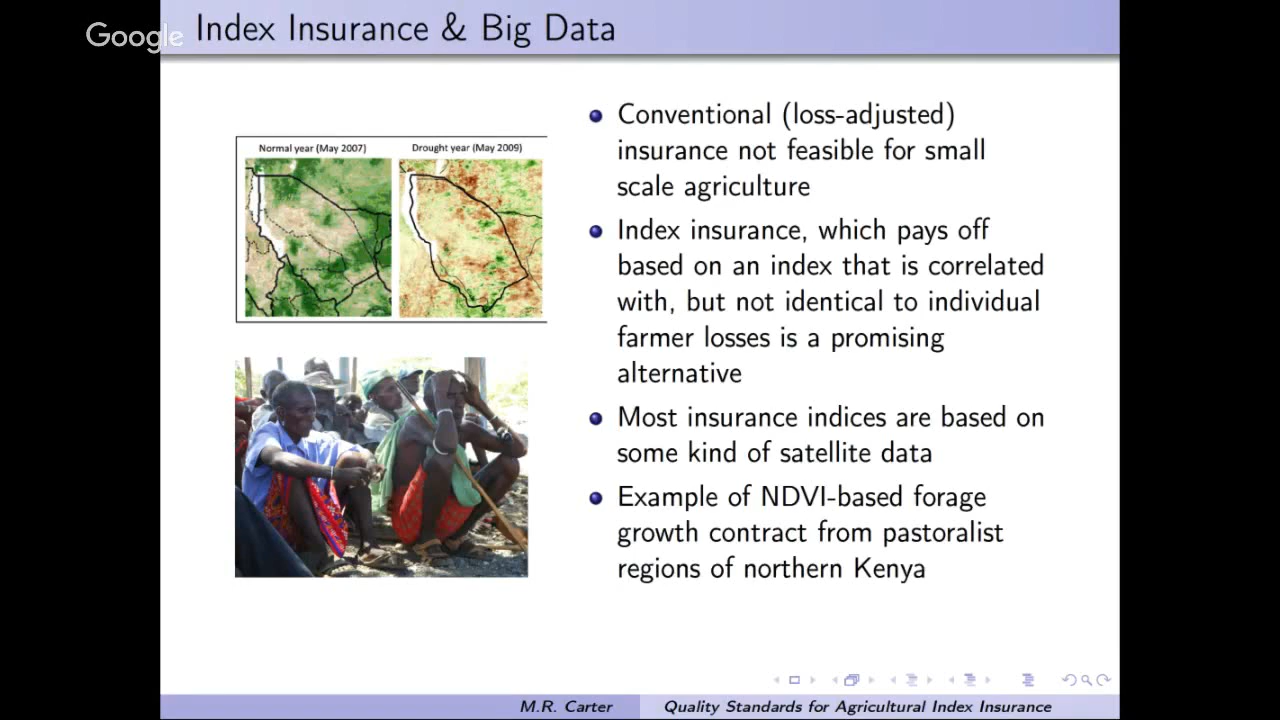 Google
Index Insurance & Big Data
Normal year (May 2007)
Drought year (May 2009)
Conventional (loss-adjusted)
insurance not feasible for small
scale agriculture
Index insurance, which pays off
based on an index that is correlated
with, but not identical to individual
farmer losses is a promising
alternative
Most insurance indices are based on
some kind of satellite data
Example of NDVI-based forage
growth contract from pastoralist
regions of northern Kenya
M.R. Carter
Quality Standards for Agricultural Index Insurance